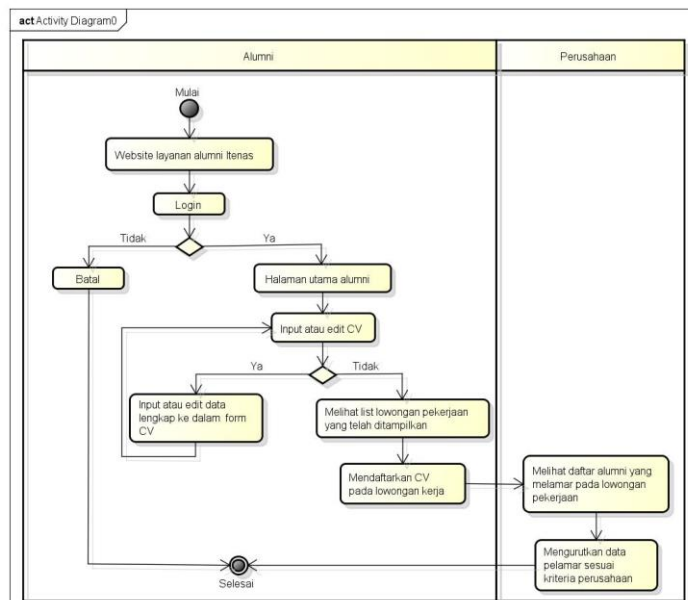 act Activity Diagram0
Alumni
Perusahaan
Mulai
Website layanan alumni Itenas
Login
Tidak
Ya
Batal
Halaman utama alumni
Input atau edit CV
Ya
Tidak
Input atau edit data
lengkap ke dalam form
CV
Melihat list lowongan pekerjaan
yang telah ditampilkan
Mendaftarkan CV
pada lowongan kerja
Melihat daftar alumni yang
melamar pada lowongan
pekerjaan
Mengurutkan data
pelamar sesuai
kriteria perusahaan
Selesai